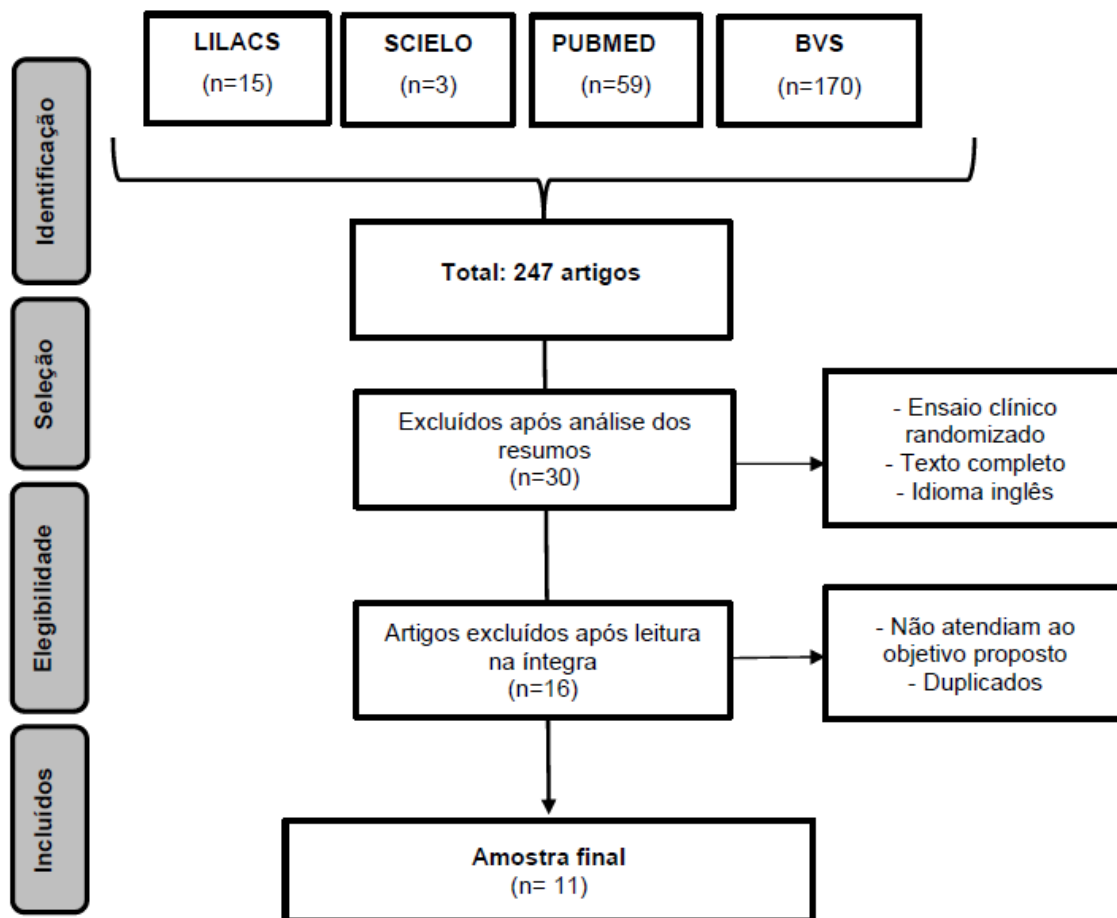 LILACS
(n=15)
SCIELO
(n=3)
PUBMED
(n=59)
BVS
(n=170)
Identificação
Total: 247 artigos
Seleção
Excluídos após análise dos
resumos
(n=30)
- Ensaio clínico
randomizado
- Texto completo
- Idioma inglês
Elegibilidade
Artigos excluídos após leitura
na íntegra
(n=16)
- Não atendiam ao
objetivo proposto
- Duplicados
Incluídos
Amostra final
(n= 11)